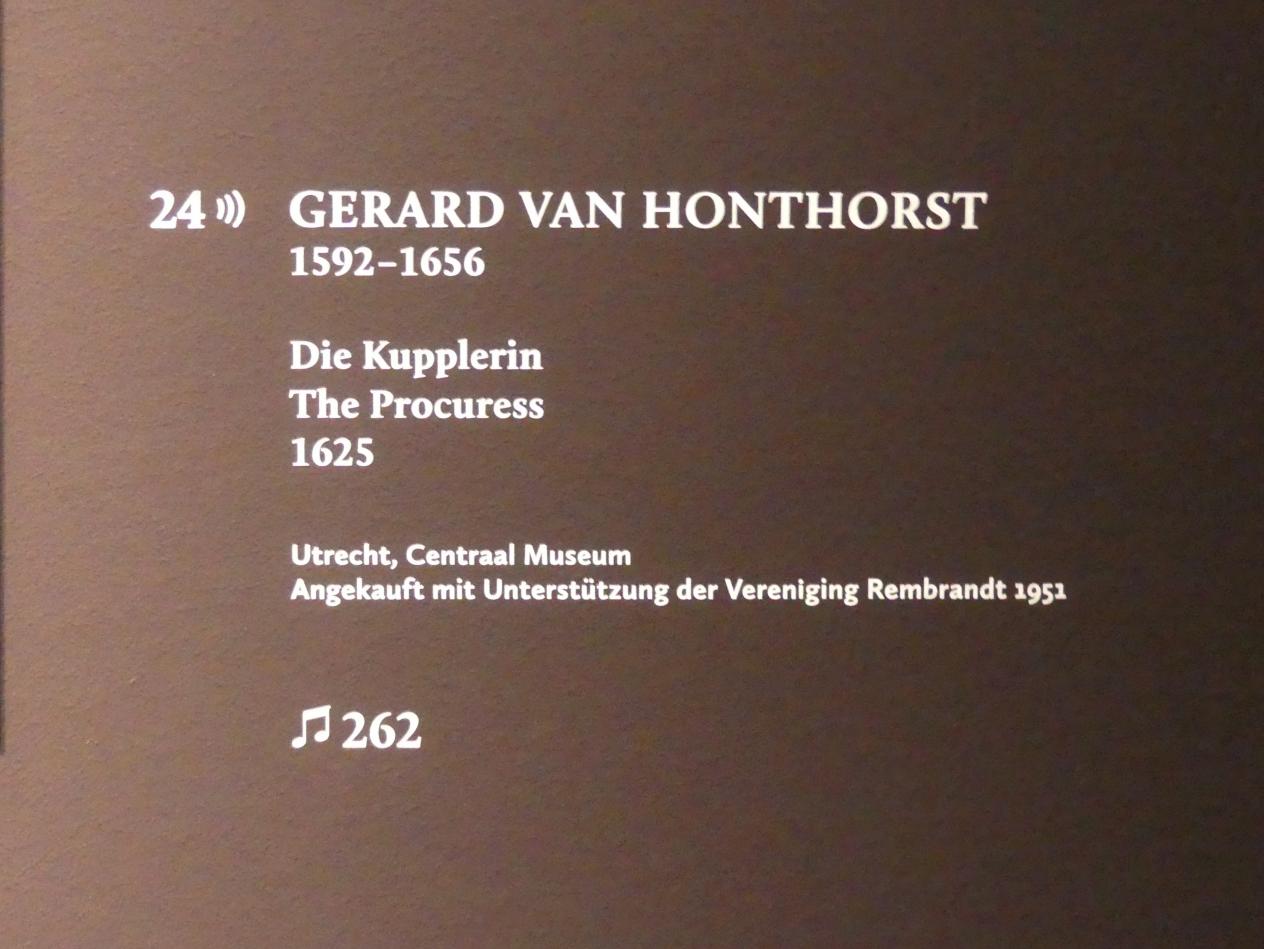 24 GERARD VAN HONTHORST
1592–1656
Die Kupplerin
The Procuress
1625
Utrecht, Centraal Museum
Angekauft mit Unterstützung der Vereniging Rembrandt 1951
262